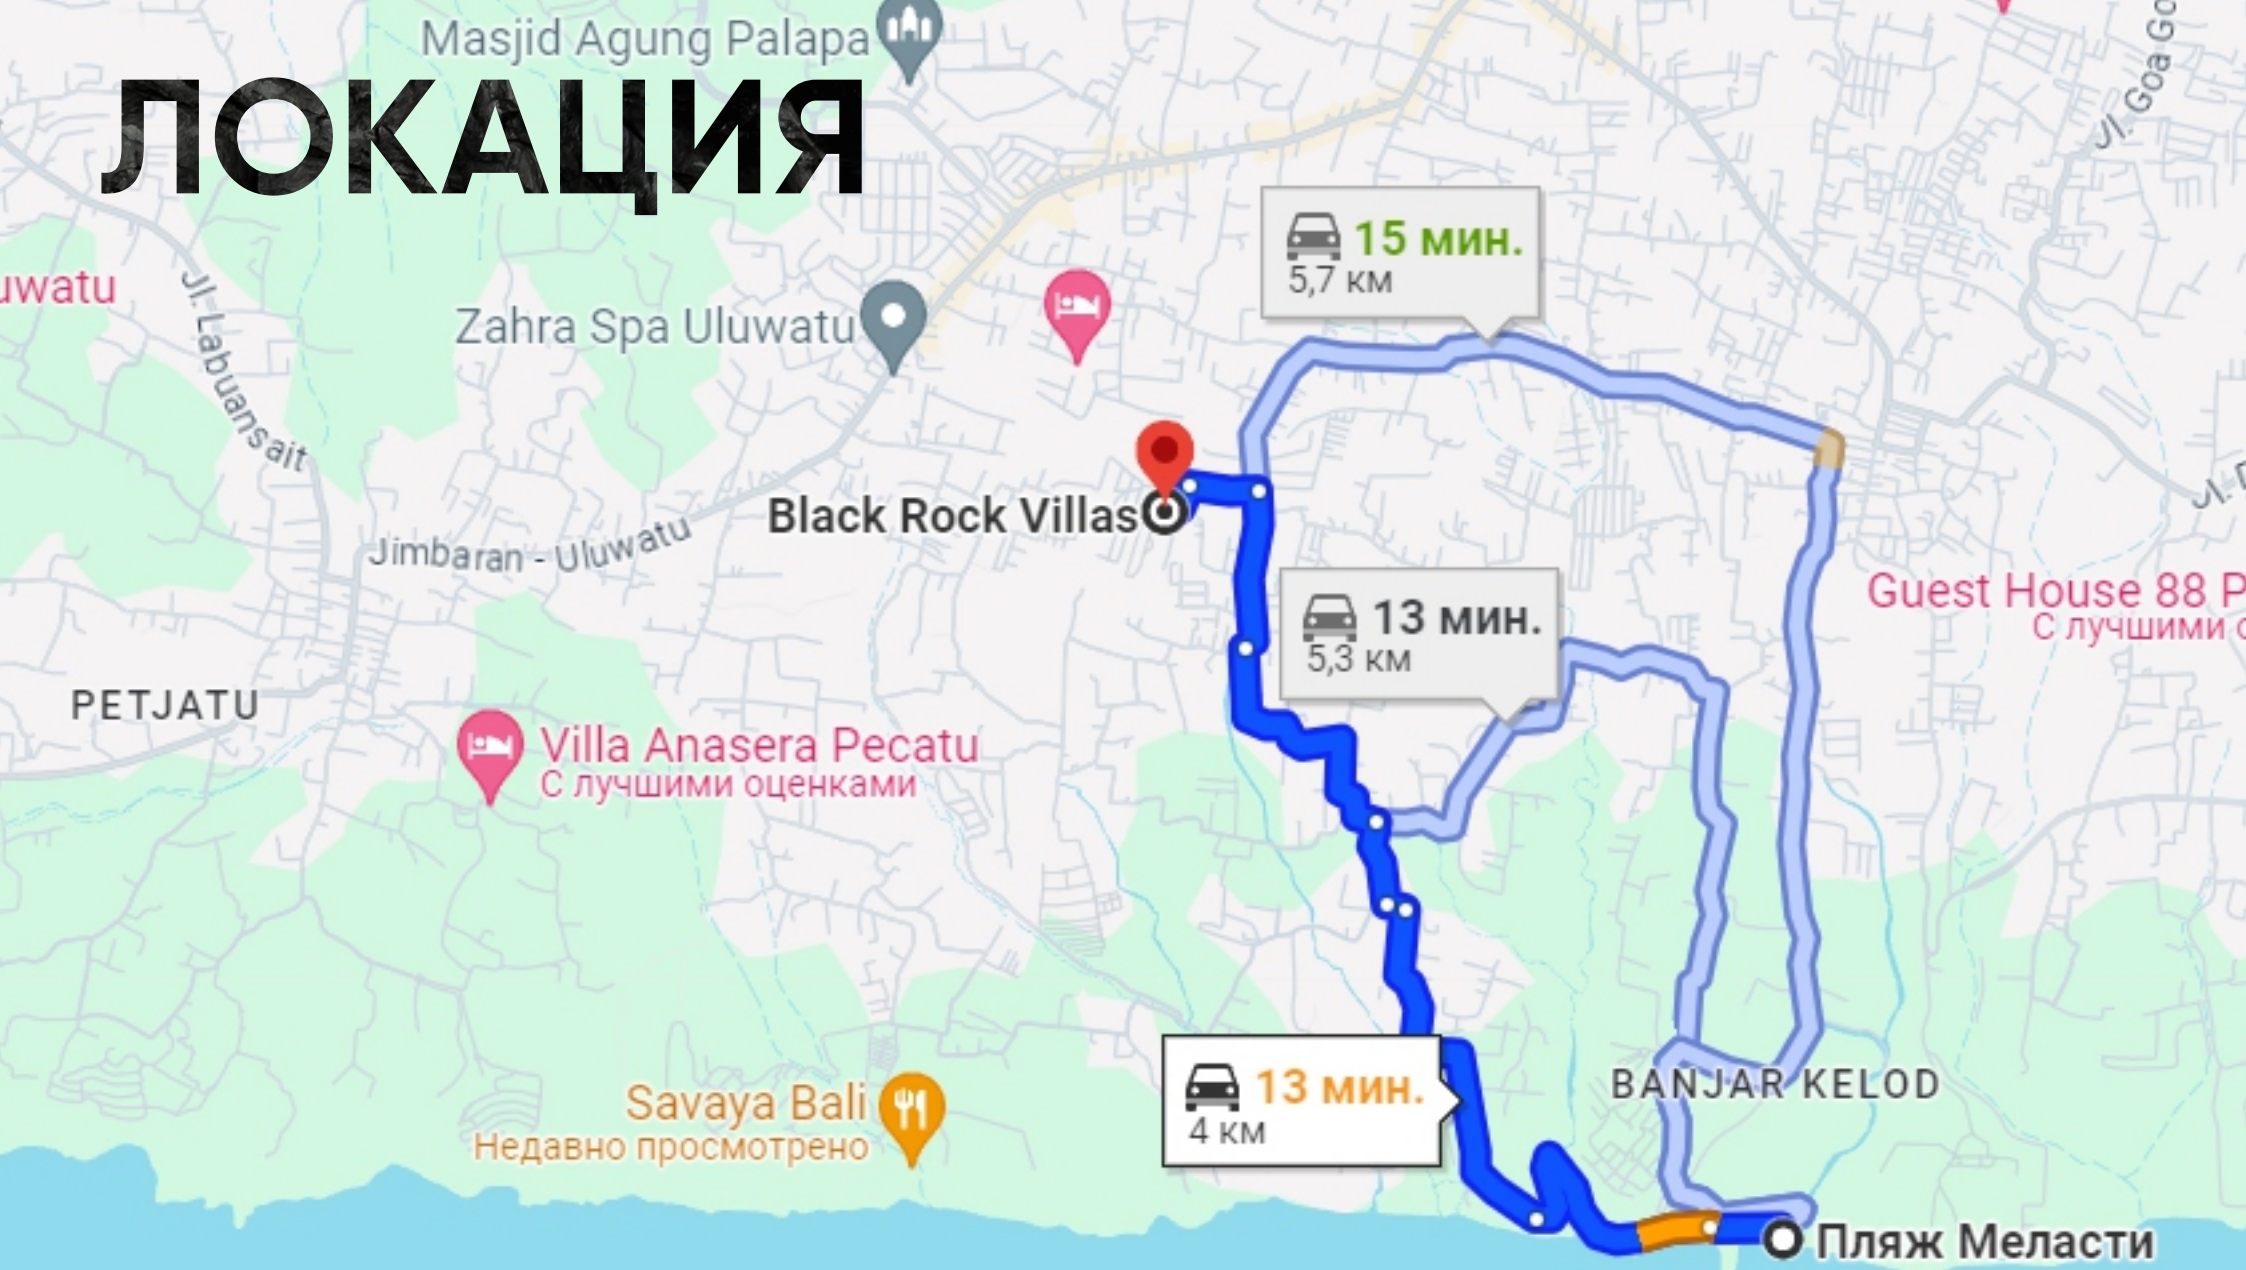 Masjid Agung Palapa
ЛОКАЦИЯ
Jl. Goa Go
15 мин.
5,7 км
uwatu
Jl. Labuansait
Zahra Spa Uluwatu
Black Rock Villas
Jimbaran - Uluwatu
Jl. D
13 мин.
5,3 км
Guest House 88 P
С лучшими о
PETJATU
Villa Anasera Pecatu
С лучшими оценками
13 мин.
4 км
BANJAR KELOD
Savaya Bali
Недавно просмотрено
Пляж Меласти